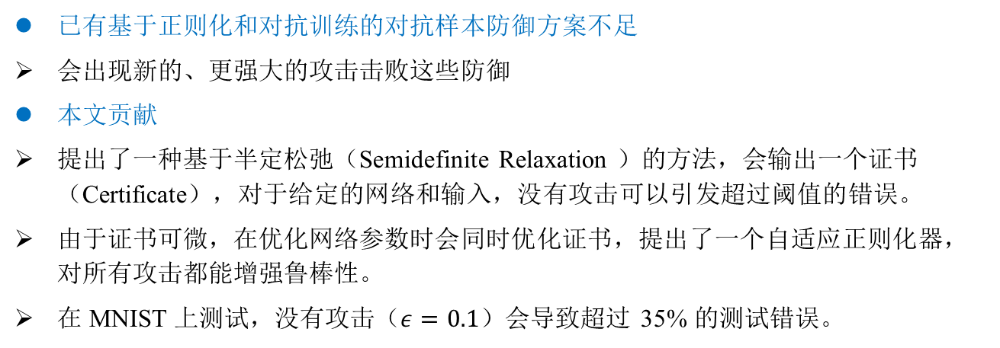 ● 已有基于正则化和对抗训练的对抗样本防御方案不足
➢ 会出现新的、更强大的攻击击败这些防御
● 本文贡献
➢ 提出了一种基于半定松弛（Semidefinite Relaxation ）的方法，会输出一个证书
（Certificate），对于给定的网络和输入，没有攻击可以引发超过阈值的错误。
➢ 由于证书可微，在优化网络参数时会同时优化证书，提出了一个自适应正则化器，
对所有攻击都能增强鲁棒性。
➢ 在 MNIST 上测试，没有攻击（𝜖 = 0.1）会导致超过 35% 的测试错误。